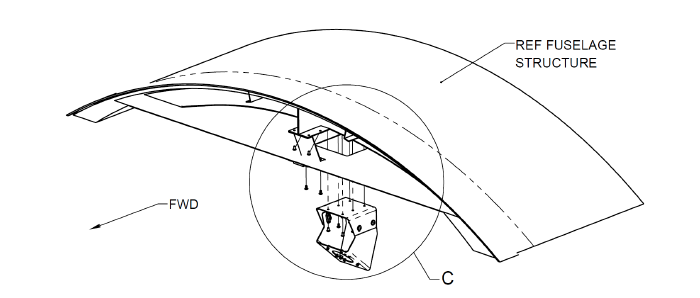 REF FUSELAGE
STRUCTURE
FWD
C